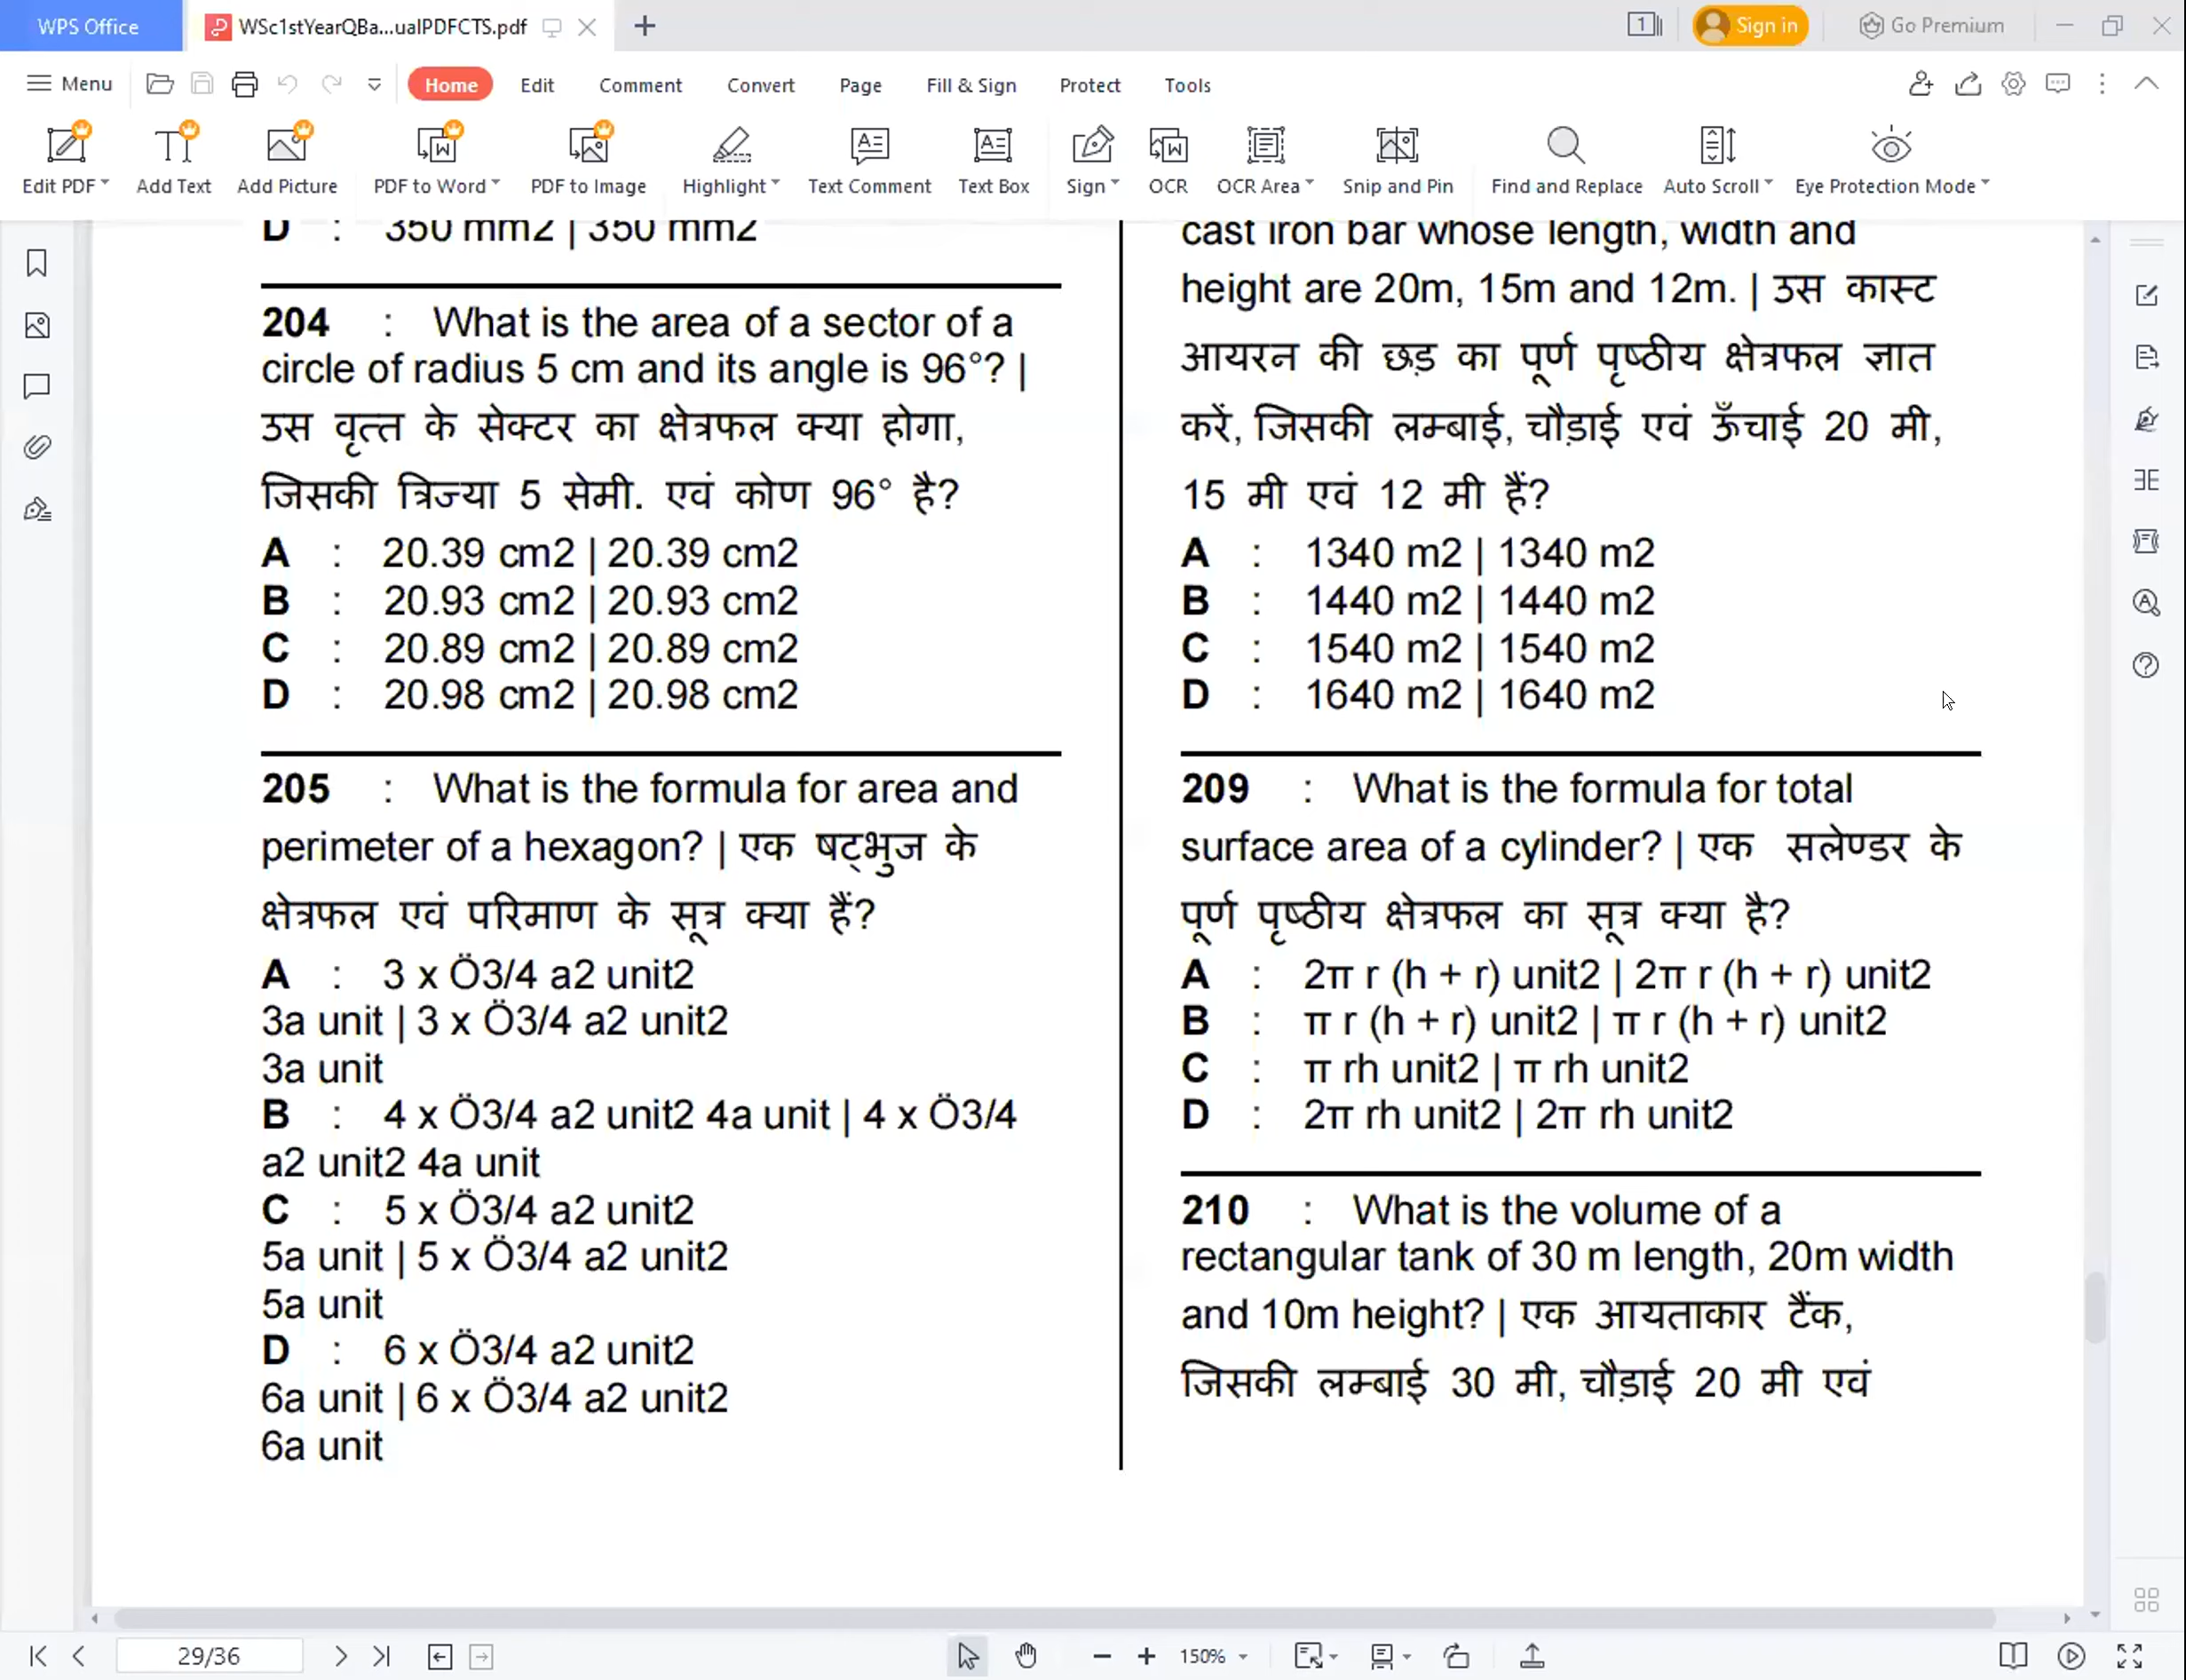 WPS Office
WSc1stYearQBa...ualPDFCTS.pdf
Sign in
Go Premium
Menu
Home
Edit
Comment
Convert
Page
Fill & Sign
Protect
Tools
Edit PDF
Add Text
Add Picture
PDF to Word
PDF to Image
Highlight
Text Comment
Text Box
Sign
OCR
OCR Area
Snip and Pin
Find and Replace
Auto Scroll
Eye Protection Mode
D : 350 mm2 | 350 mm2
204 : What is the area of a sector of a
circle of radius 5 cm and its angle is 96°? |
उस वृत्त के सेक्टर का क्षेत्रफल क्या होगा,
जिसकी त्रिज्या 5 सेमी. एवं कोण 96° है?
A : 20.39 cm2 | 20.39 cm2
B : 20.93 cm2 | 20.93 cm2
C : 20.89 cm2 | 20.89 cm2
D : 20.98 cm2 | 20.98 cm2
205 : What is the formula for area and
perimeter of a hexagon? | एक षट्भुज के
क्षेत्रफल एवं परिमाण के सूत्र क्या हैं?
A : 3 x Ö3/4 a2 unit2
3a unit | 3 x Ö3/4 a2 unit2
3a unit
B : 4 x Ö3/4 a2 unit2 4a unit | 4 x Ö3/4
a2 unit2 4a unit
C : 5 x Ö3/4 a2 unit2
5a unit | 5 x Ö3/4 a2 unit2
5a unit
D : 6 x Ö3/4 a2 unit2
6a unit | 6 x Ö3/4 a2 unit2
6a unit
cast iron bar whose length, width and
height are 20m, 15m and 12m. | उस कास्ट
आयरन की छड़ का पूर्ण पृष्ठीय क्षेत्रफल ज्ञात
करें, जिसकी लम्बाई, चौड़ाई एवं ऊँचाई 20 मी,
15 मी एवं 12 मी हैं?
A : 1340 m2 | 1340 m2
B : 1440 m2 | 1440 m2
C : 1540 m2 | 1540 m2
D : 1640 m2 | 1640 m2
209 : What is the formula for total
surface area of a cylinder? | एक सलेण्डर के
पूर्ण पृष्ठीय क्षेत्रफल का सूत्र क्या है?
A : 2π r (h + r) unit2 | 2π r (h + r) unit2
B : π r (h + r) unit2 | π r (h + r) unit2
C : π rh unit2 | π rh unit2
D : 2π rh unit2 | 2π rh unit2
210 : What is the volume of a
rectangular tank of 30 m length, 20m width
and 10m height? | एक आयताकार टैंक,
जिसकी लम्बाई 30 मी, चौड़ाई 20 मी एवं
29/36
150%